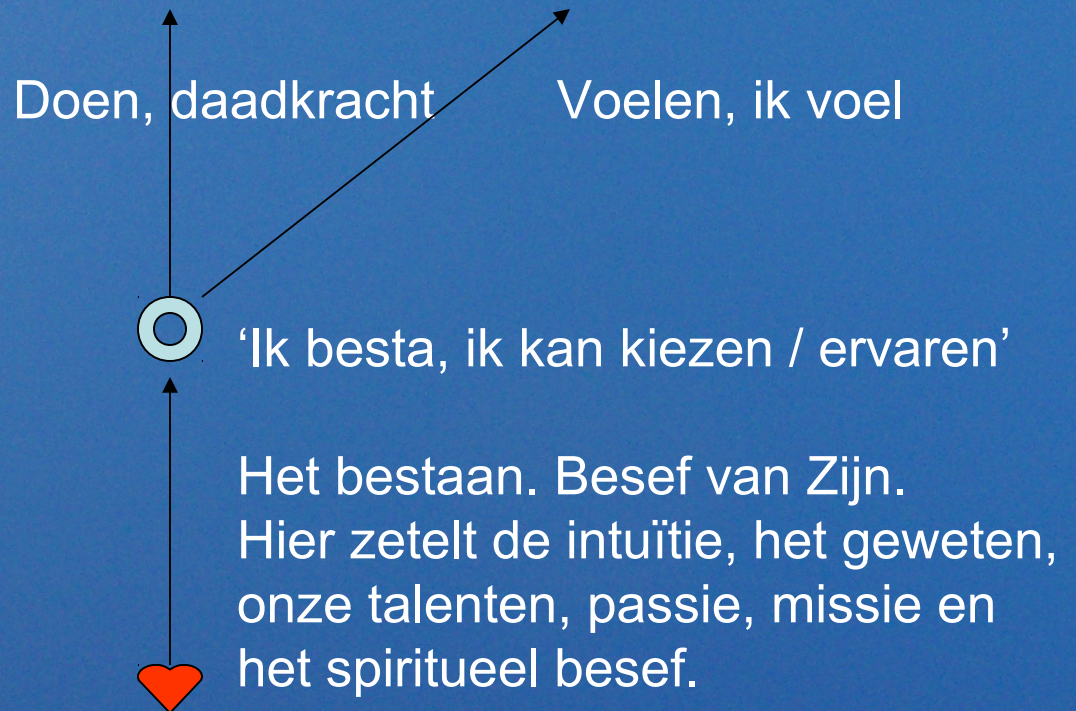 Doen, daadkracht
Voelen, ik voel
‘Ik besta, ik kan kiezen / ervaren’
Het bestaan. Besef van Zijn.
Hier zetelt de intuïtie, het geweten,
onze talenten, passie, missie en
het spiritueel besef.